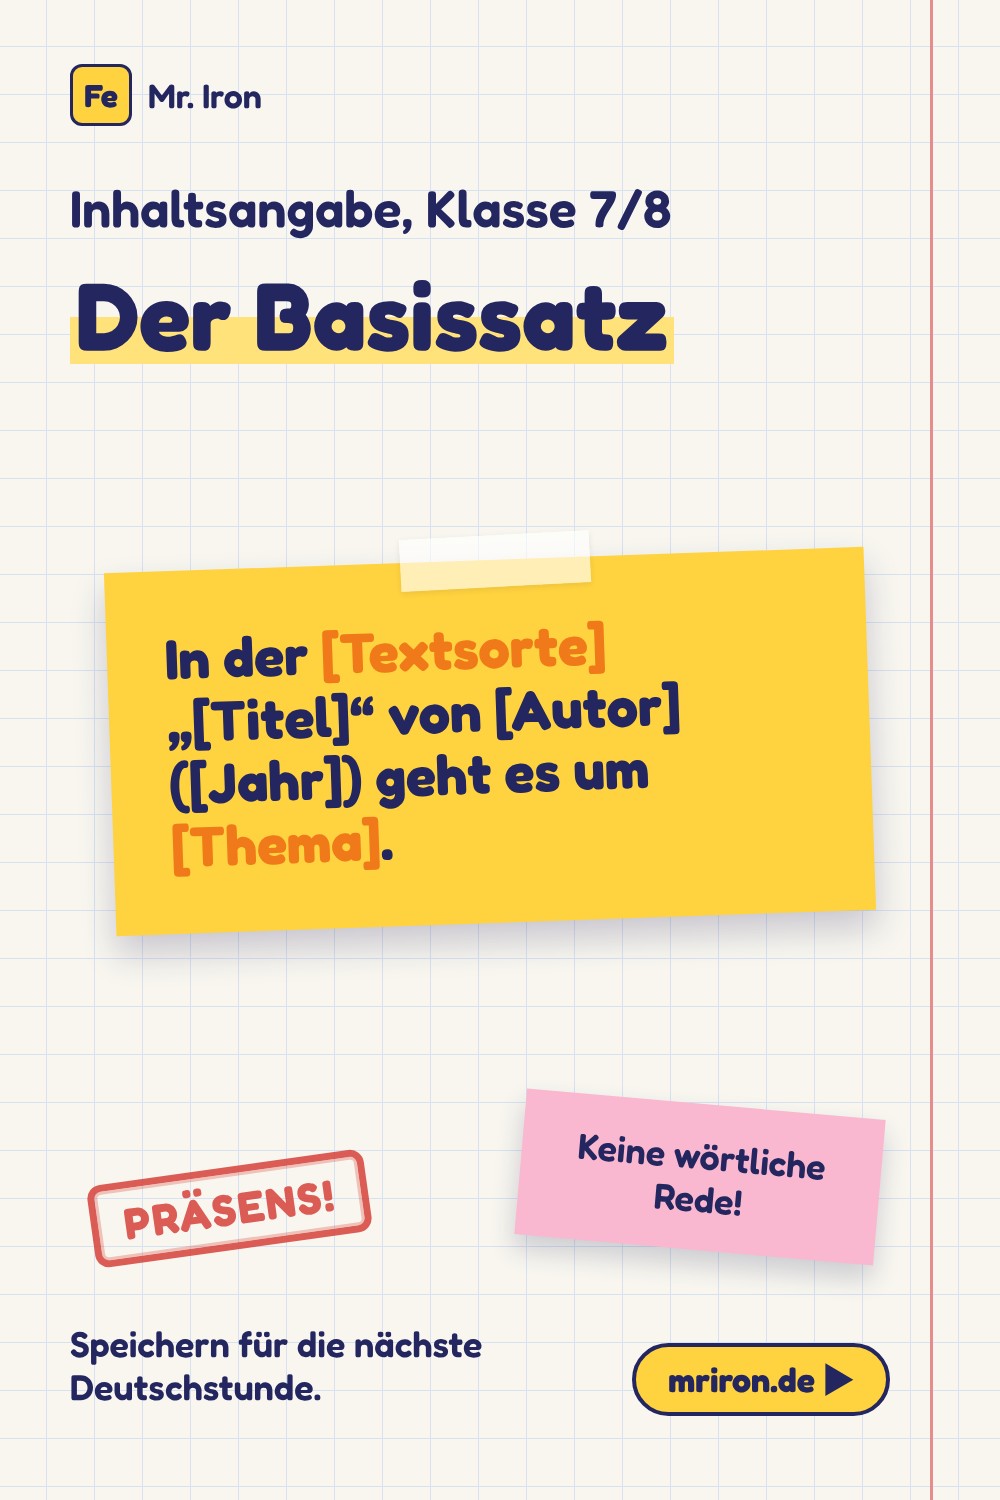 Fe Mr. Iron
Inhaltsangabe, Klasse 7/8
Der Basissatz
In der [Textsorte]
„[Titel]“ von [Autor]
([Jahr]) geht es um
[Thema].
Keine wörtliche
Rede!
PRÄSENS!
Speichern für die nächste
Deutschstunde.
mriron.de ▶